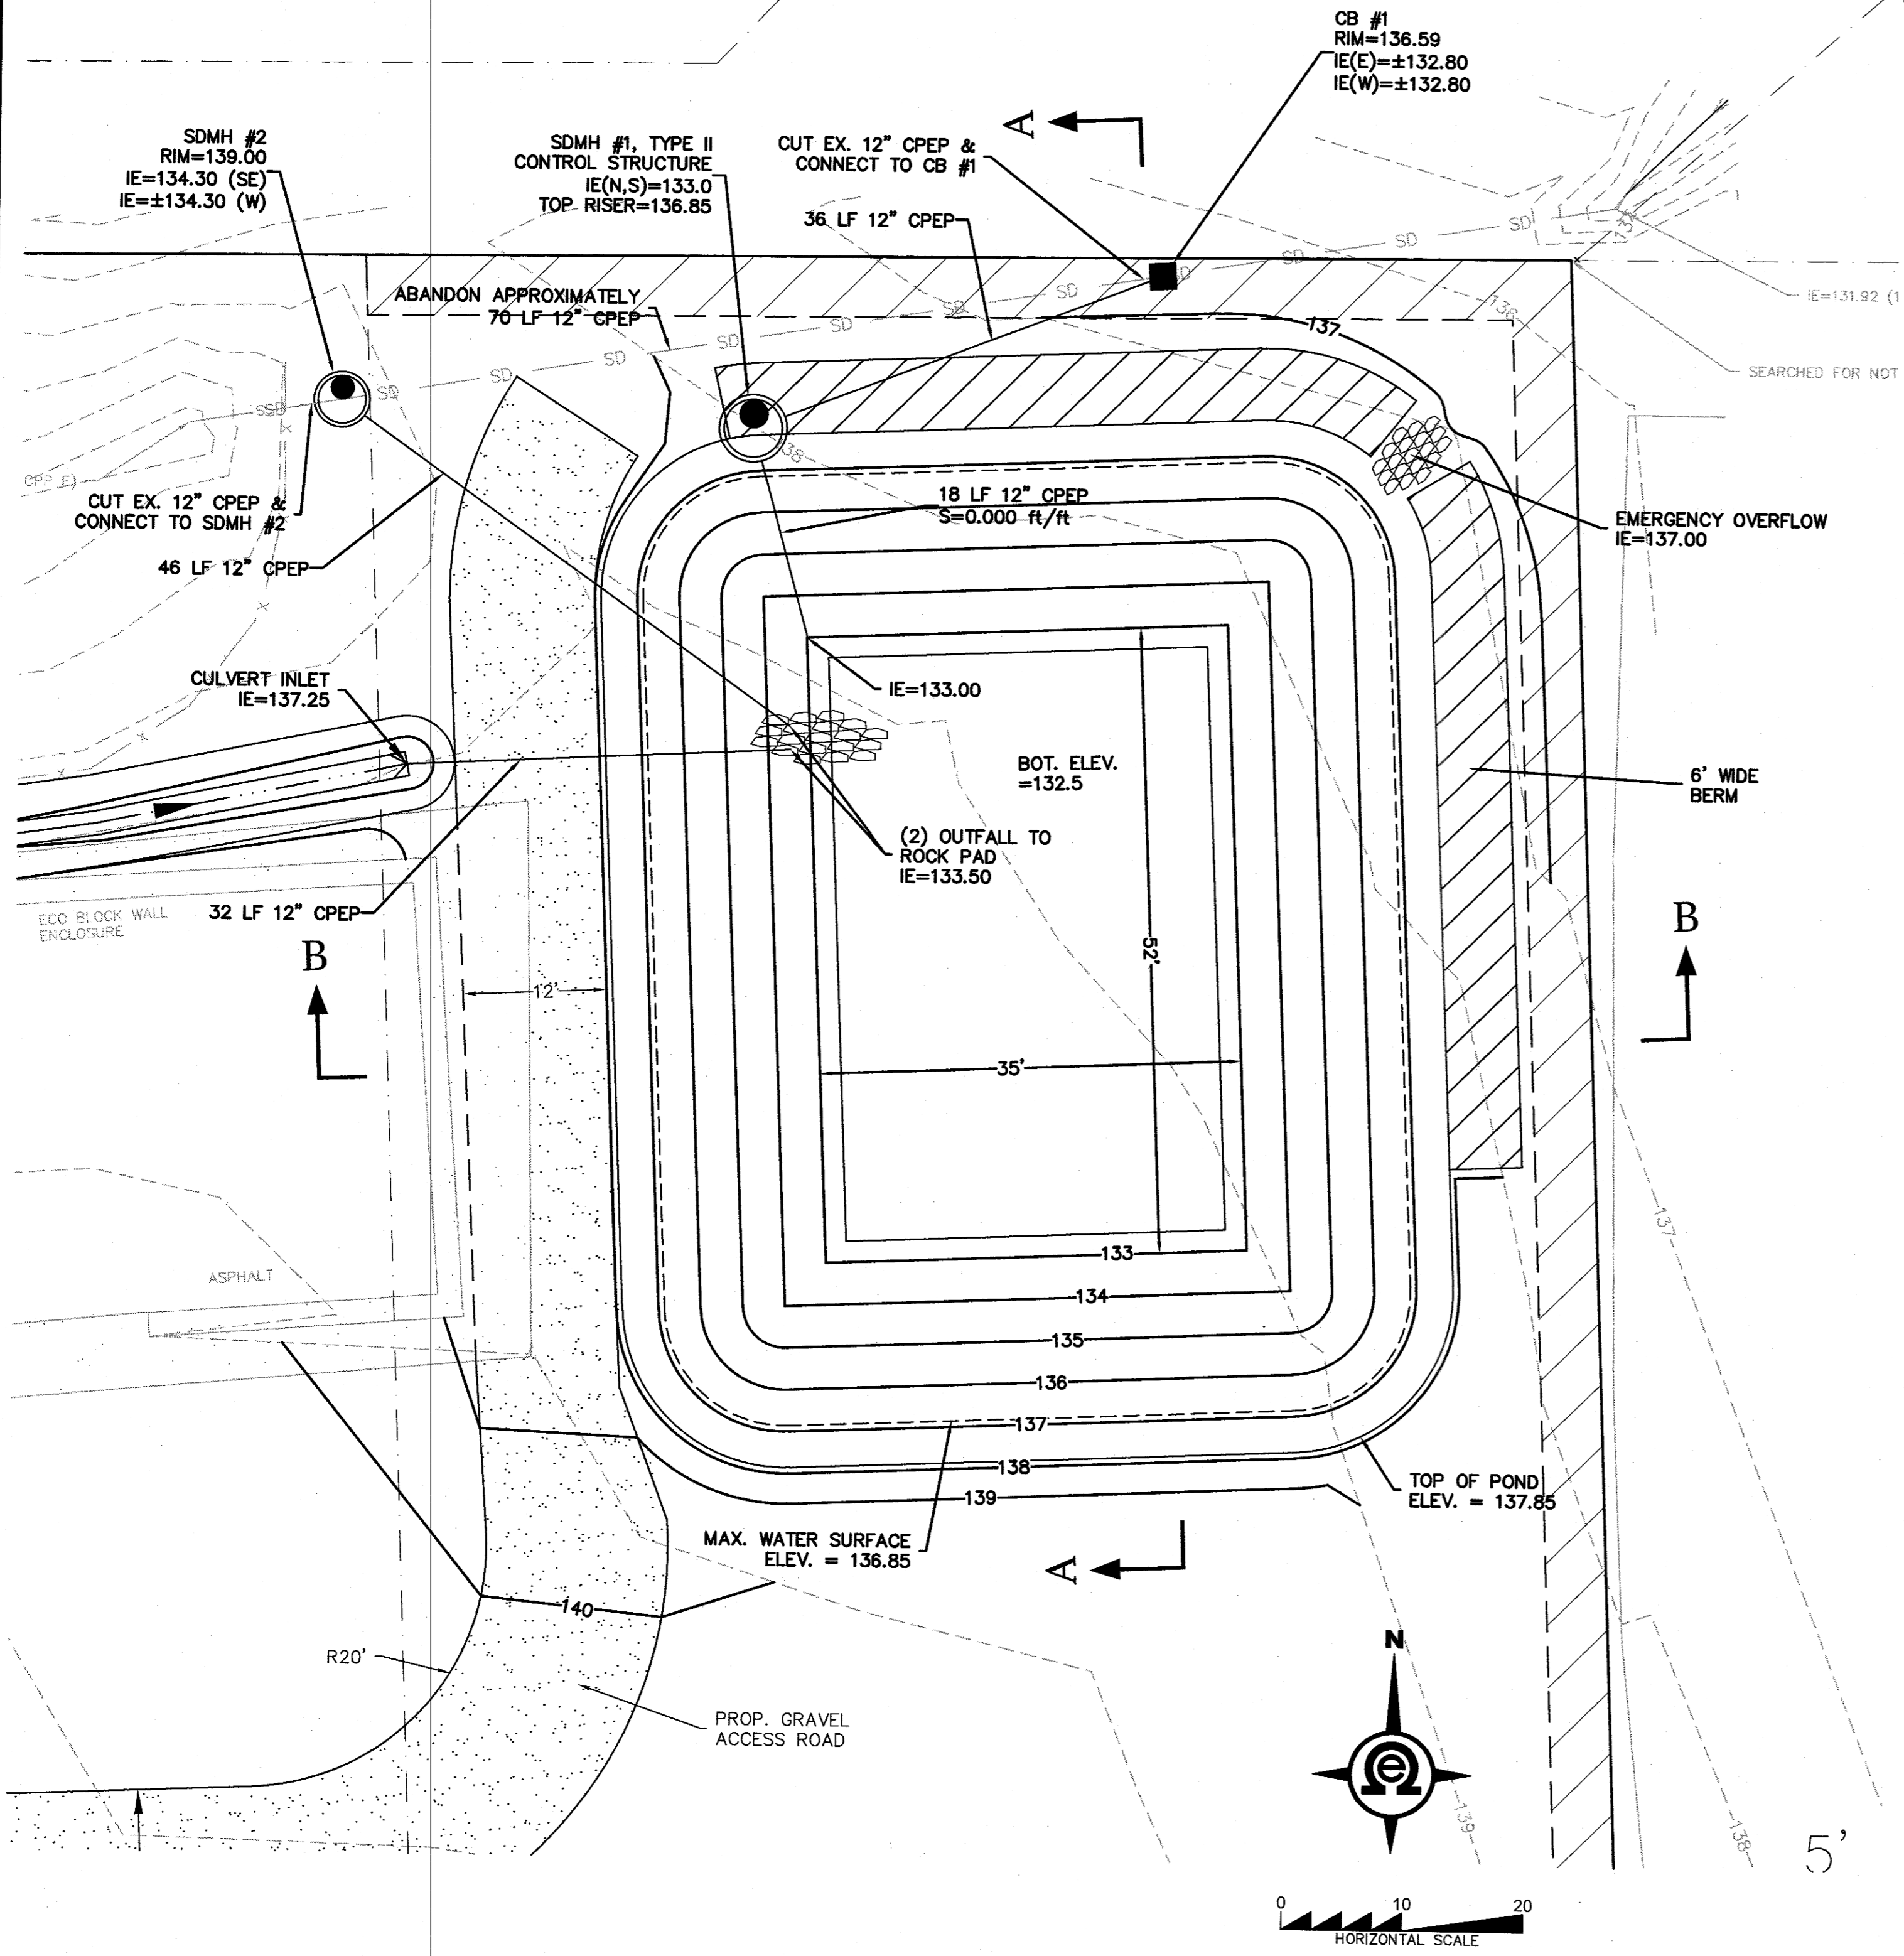 CB #1
RIM=136.59
IE(E)=±132.80
IE(W)=±132.80
A
SDMH #2
RIM=139.00
IE=134.30 (SE)
IE=±134.30 (W)
SDMH #1, TYPE II
CONTROL STRUCTURE
IE(N,S)=133.0
TOP RISER=136.85
CUT EX. 12" CPEP &
CONNECT TO CB #1
36 LF 12" CPEP
SD
SD
SD
SD
SD
SD
SD
SD
SD
SD
SD
ABANDON APPROXIMATELY
70 LF 12" CPEP
137
136
IE=131.92 (1
SEARCHED FOR NOT
138
CPP E)
CUT EX. 12" CPEP &
CONNECT TO SDMH #2
46 LF 12" CPEP
18 LF 12" CPEP
S=0.000 ft/ft
EMERGENCY OVERFLOW
IE=137.00
CULVERT INLET
IE=137.25
IE=133.00
BOT. ELEV.
=132.5
6' WIDE
BERM
(2) OUTFALL TO
ROCK PAD
IE=133.50
ECO BLOCK WALL
ENCLOSURE
32 LF 12" CPEP
B
B
52'
12'
35'
ASPHALT
133
134
135
136
137
138
139
137
TOP OF POND
ELEV. = 137.85
MAX. WATER SURFACE
ELEV. = 136.85
A
140
R20'
PROP. GRAVEL
ACCESS ROAD
N
139
138
5'
0 10 20
HORIZONTAL SCALE